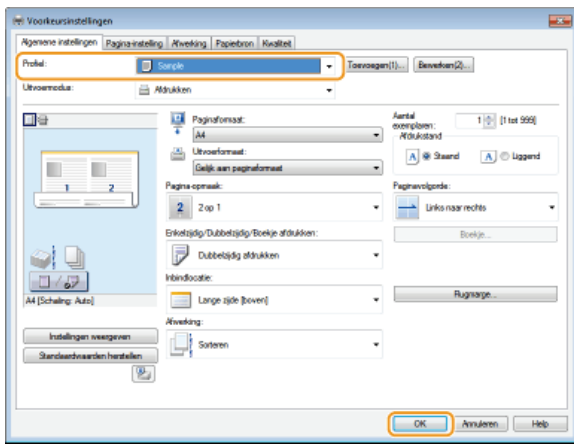 Voorkeursinstellingen
Algemene instellingen Pagina-instelling Afwerking Papierbron Kwaliteit
Profiel: Sample Toevoegen(1)... Bewerken(2)...
Uitvoermodus: Afdrukken
Paginaformaat:
A4
Uitvoerformaat:
Gelijk aan paginaformaat
Aantal
exemplaren: 1 [1 tot 999]
Afdrukstand
A Staand A Liggend
Pagina-opmaak:
2 2 op 1
Paginavolgorde:
Links naar rechts
1 2
Enkelzijdig/Dubbelzijdig/Boekje afdrukken:
Dubbelzijdig afdrukken
Boekje...
Inbindlocatie:
Lange zijde [boven]
Rugmarge...
A4 [Schaling: Auto]
Afwerking:
Sorteren
Instellingen weergeven
Standaardwaarden herstellen
OK Annuleren Help